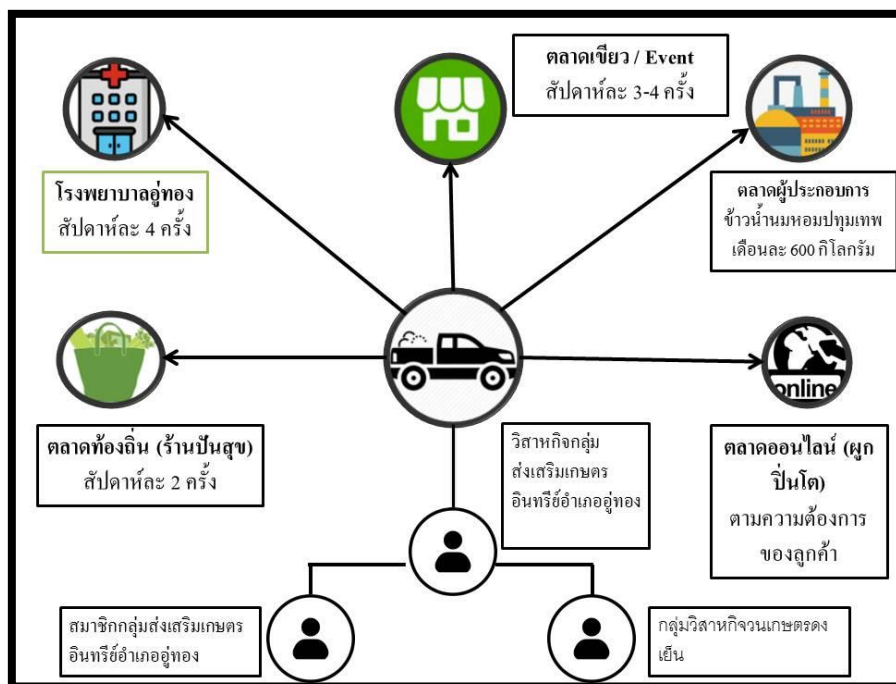 ตลาดเขียว / Event
สัปดาห์ละ 3-4 ครั้ง
โรงพยาบาลอู่ทอง
สัปดาห์ละ 4 ครั้ง
ตลาดผู้ประกอบการ
ข้าวน้ำนมหอมปทุมเทพ
เดือนละ 600 กิโลกรัม
online
ตลาดท้องถิ่น (ร้านปันสุข)
สัปดาห์ละ 2 ครั้ง
วิสาหกิจกลุ่ม
ส่งเสริมเกษตร
อินทรีย์อำเภออู่ทอง
ตลาดออนไลน์ (ผูก
ปิ่นโต)
ตามความต้องการ
ของลูกค้า
สมาชิกกลุ่มส่งเสริมเกษตร
อินทรีย์อำเภออู่ทอง
กลุ่มวิสาหกิจวนเกษตรดง
เย็น